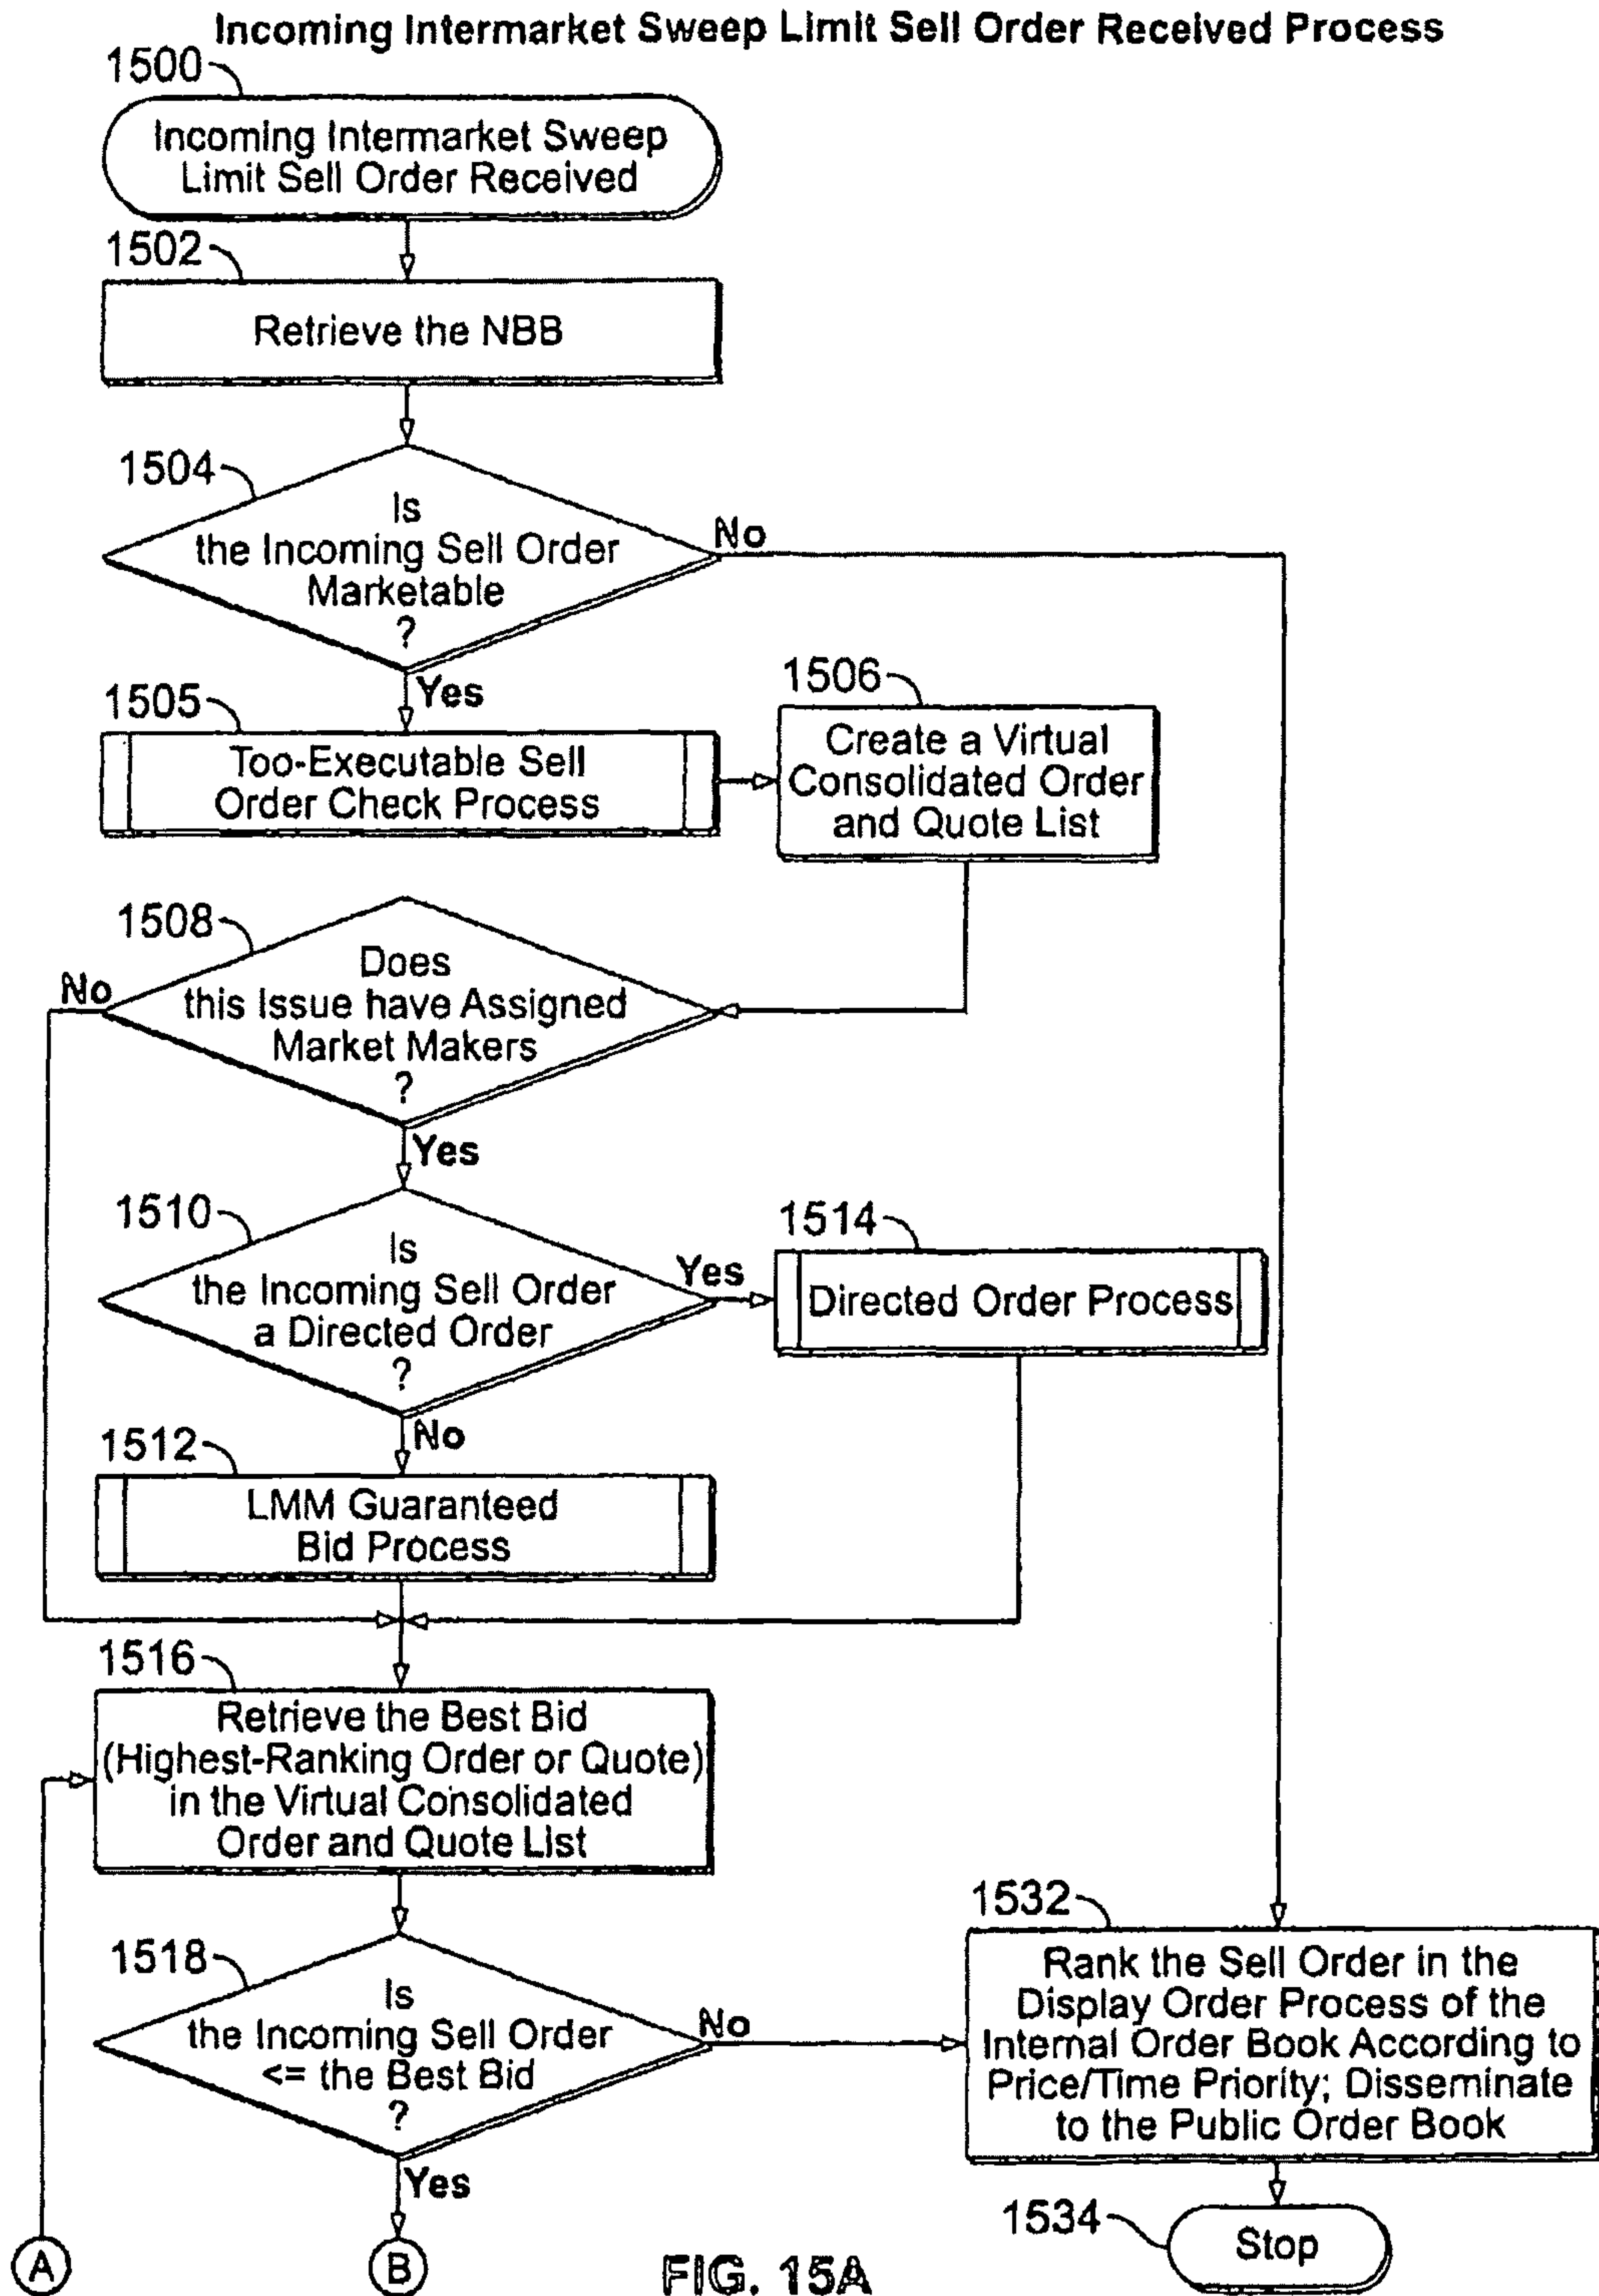 Incoming Intermarket Sweep Limit Sell Order Received Process
1500
Incoming Intermarket Sweep
Limit Sell Order Received
1502
Retrieve the NBB
1504
Is
the Incoming Sell Order
Marketable
?
No
Yes
1505
Too-Executable Sell
Order Check Process
1506
Create a Virtual
Consolidated Order
and Quote List
1508
Does
this Issue have Assigned
Market Makers
?
No
Yes
1510
Is
the Incoming Sell Order
a Directed Order
?
Yes
1514
Directed Order Process
No
1512
LMM Guaranteed
Bid Process
1516
Retrieve the Best Bid
(Highest-Ranking Order or Quote)
in the Virtual Consolidated
Order and Quote List
1518
Is
the Incoming Sell Order
<= the Best Bid
?
No
Yes
1532
Rank the Sell Order in the
Display Order Process of the
Internal Order Book According to
Price/Time Priority; Disseminate
to the Public Order Book
1534
Stop
A
B
FIG. 15A